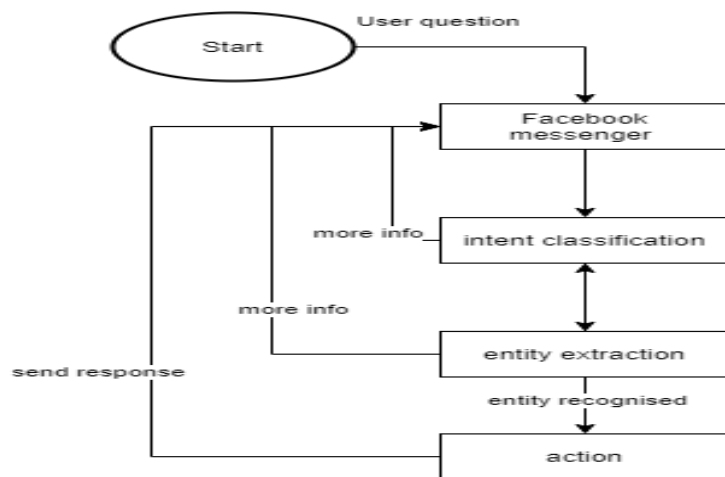 User question
Start
Facebook
messenger
more info
intent classification
more info
entity extraction
send response
entity recognised
action